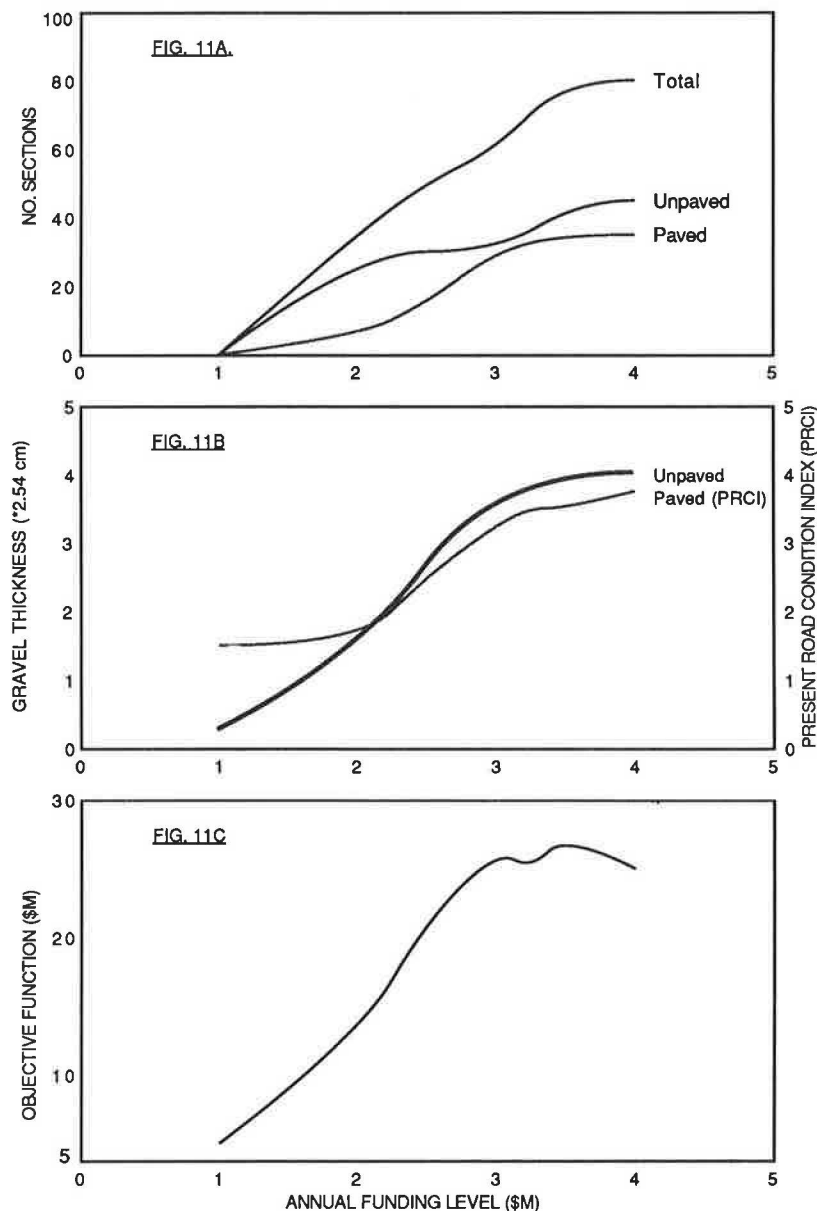 FIG. 11A.
NO. SECTIONS
100
80
60
40
20
0
Total
Unpaved
Paved
0 1 2 3 4 5
FIG. 11B
GRAVEL THICKNESS (*2.54 cm)
5
4
3
2
1
0
Unpaved
Paved (PRCI)
5
4
3
2
1
0
PRESENT ROAD CONDITION INDEX (PRCI)
0 1 2 3 4 5
FIG. 11C
OBJECTIVE FUNCTION ($M)
30
20
10
5
0 1 2 3 4 5
ANNUAL FUNDING LEVEL ($M)